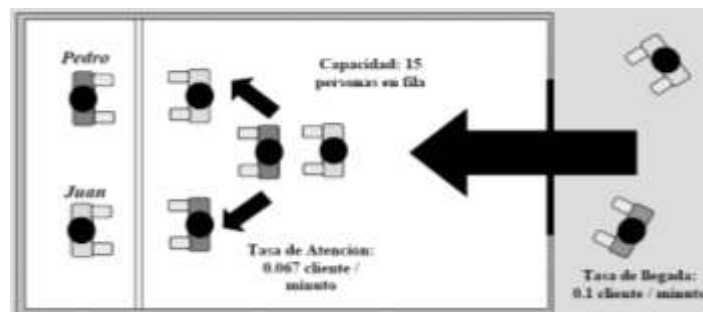 Pedro
Capacidad: 15
personas en fila
Juan
Tasa de Atención:
0.067 cliente /
minuto
Tasa de llegada:
0.1 cliente / minuto